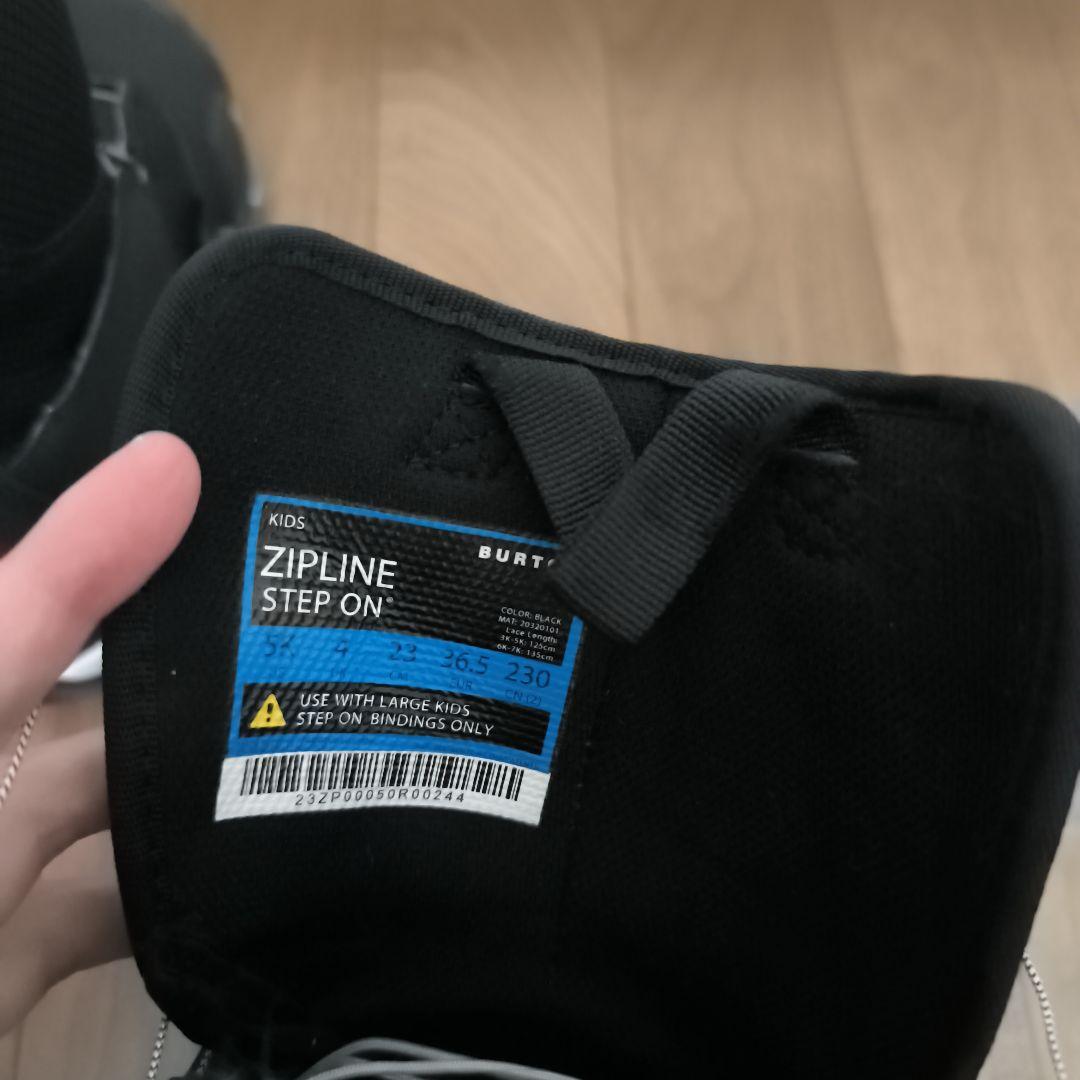 KIDS
BURTO
ZIPLINE
STEP ON®
COLOR: BLACK
MAT: 20320101
Lace Length:
3K-5K: 125cm
6K-7K: 135cm
5K 4 23 36.5 230
CM EUR CN (2)
USE WITH LARGE KIDS
STEP ON BINDINGS ONLY
23ZP00050R00244